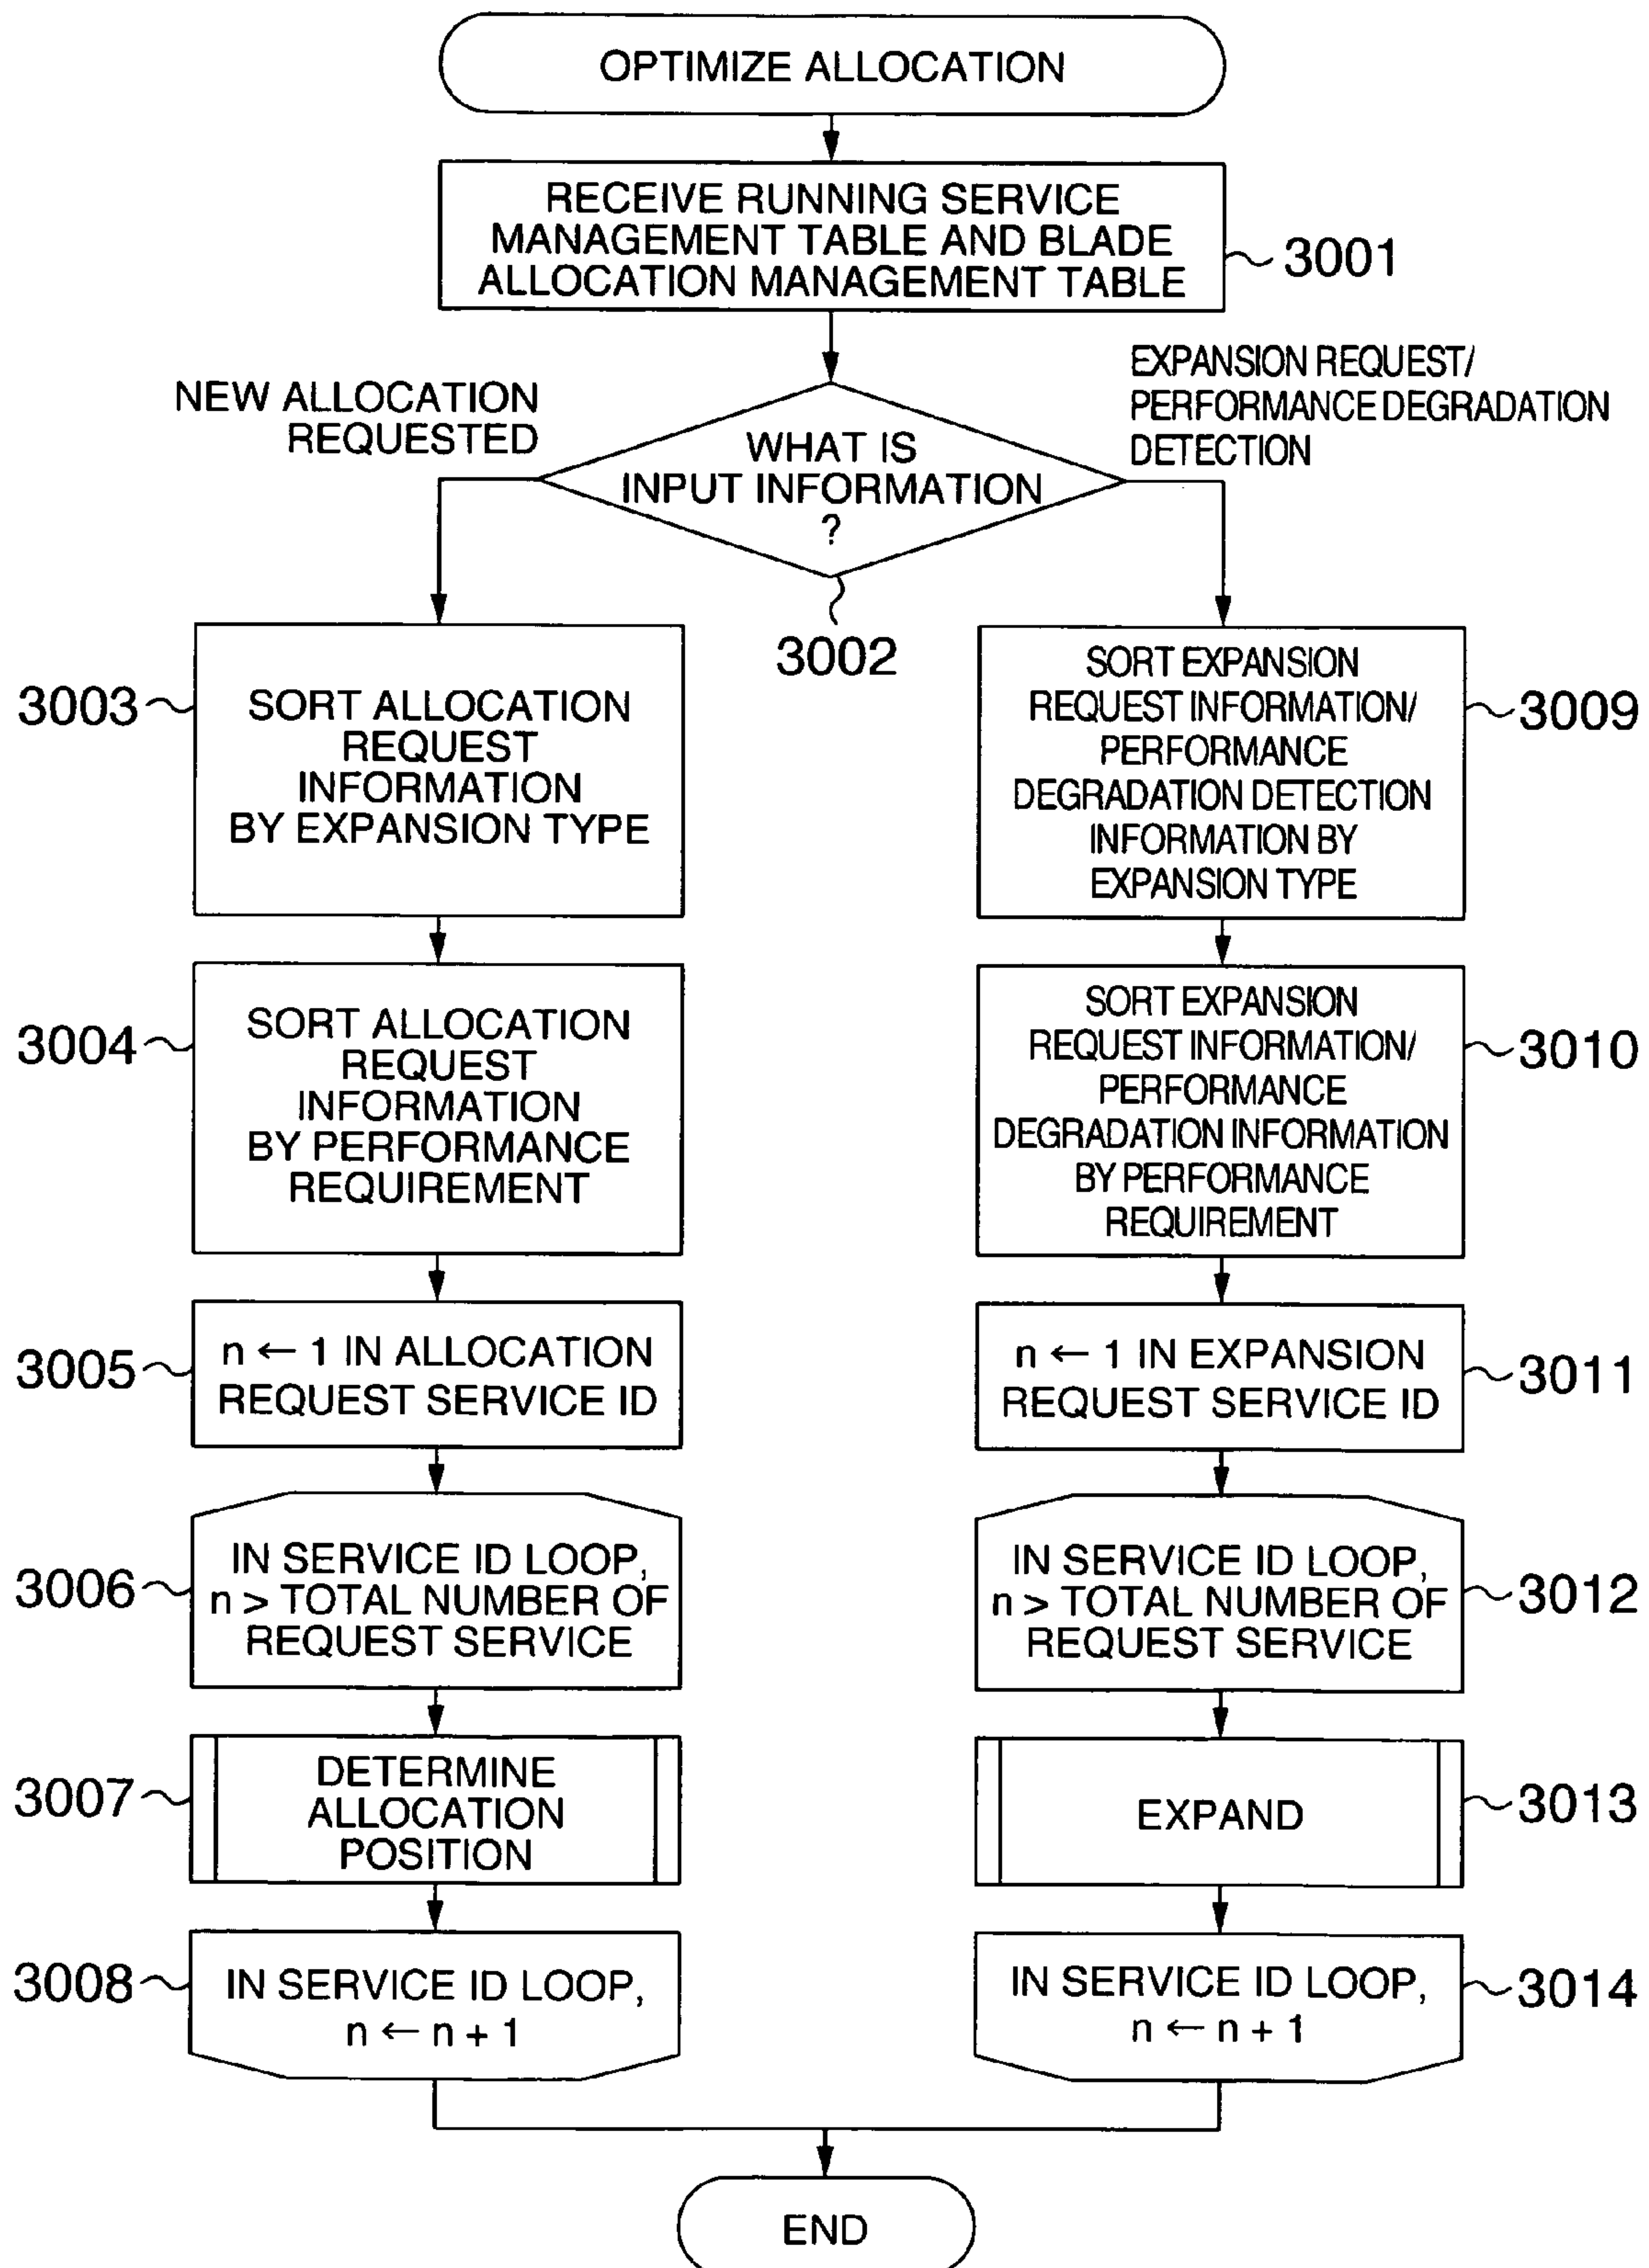 OPTIMIZE ALLOCATION
RECEIVE RUNNING SERVICE
MANAGEMENT TABLE AND BLADE
ALLOCATION MANAGEMENT TABLE
3001
NEW ALLOCATION
REQUESTED
WHAT IS
INPUT INFORMATION
?
3002
EXPANSION REQUEST/
PERFORMANCE DEGRADATION
DETECTION
3003
SORT ALLOCATION
REQUEST
INFORMATION
BY EXPANSION TYPE
3004
SORT ALLOCATION
REQUEST
INFORMATION
BY PERFORMANCE
REQUIREMENT
3005
n ← 1 IN ALLOCATION
REQUEST SERVICE ID
3006
IN SERVICE ID LOOP,
n > TOTAL NUMBER OF
REQUEST SERVICE
3007
DETERMINE
ALLOCATION
POSITION
3008
IN SERVICE ID LOOP,
n ← n + 1
SORT EXPANSION
REQUEST INFORMATION/
PERFORMANCE
DEGRADATION DETECTION
INFORMATION BY
EXPANSION TYPE
3009
SORT EXPANSION
REQUEST INFORMATION/
PERFORMANCE
DEGRADATION INFORMATION
BY PERFORMANCE
REQUIREMENT
3010
n ← 1 IN EXPANSION
REQUEST SERVICE ID
3011
IN SERVICE ID LOOP,
n > TOTAL NUMBER OF
REQUEST SERVICE
3012
EXPAND
3013
IN SERVICE ID LOOP,
n ← n + 1
3014
END